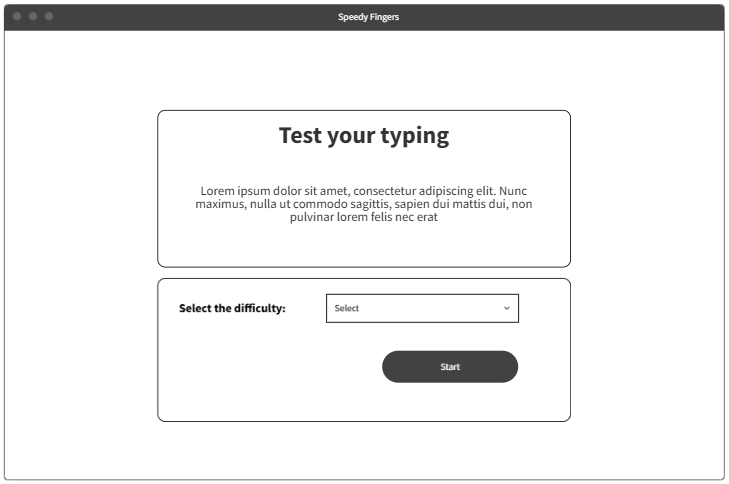 Speedy Fingers
Test your typing
Lorem ipsum dolor sit amet, consectetur adipiscing elit. Nunc
maximus, nulla ut commodo sagittis, sapien dui mattis dui, non
pulvinar lorem felis nec erat
Select the difficulty:
Select
Start